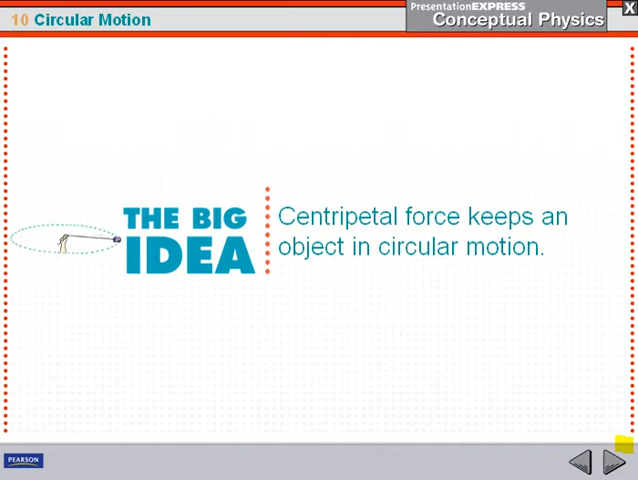 10 Circular Motion
PresentationEXPRESS
Conceptual Physics
X
THE BIG
IDEA
Centripetal force keeps an
object in circular motion.
PEARSON